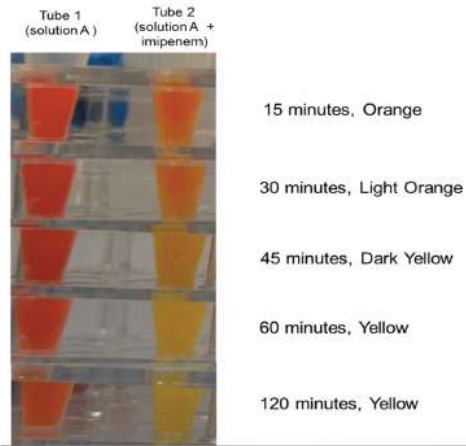 Tube 1
(solution A )
Tube 2
(solution A +
imipenem)
15 minutes, Orange
30 minutes, Light Orange
45 minutes, Dark Yellow
60 minutes, Yellow
120 minutes, Yellow